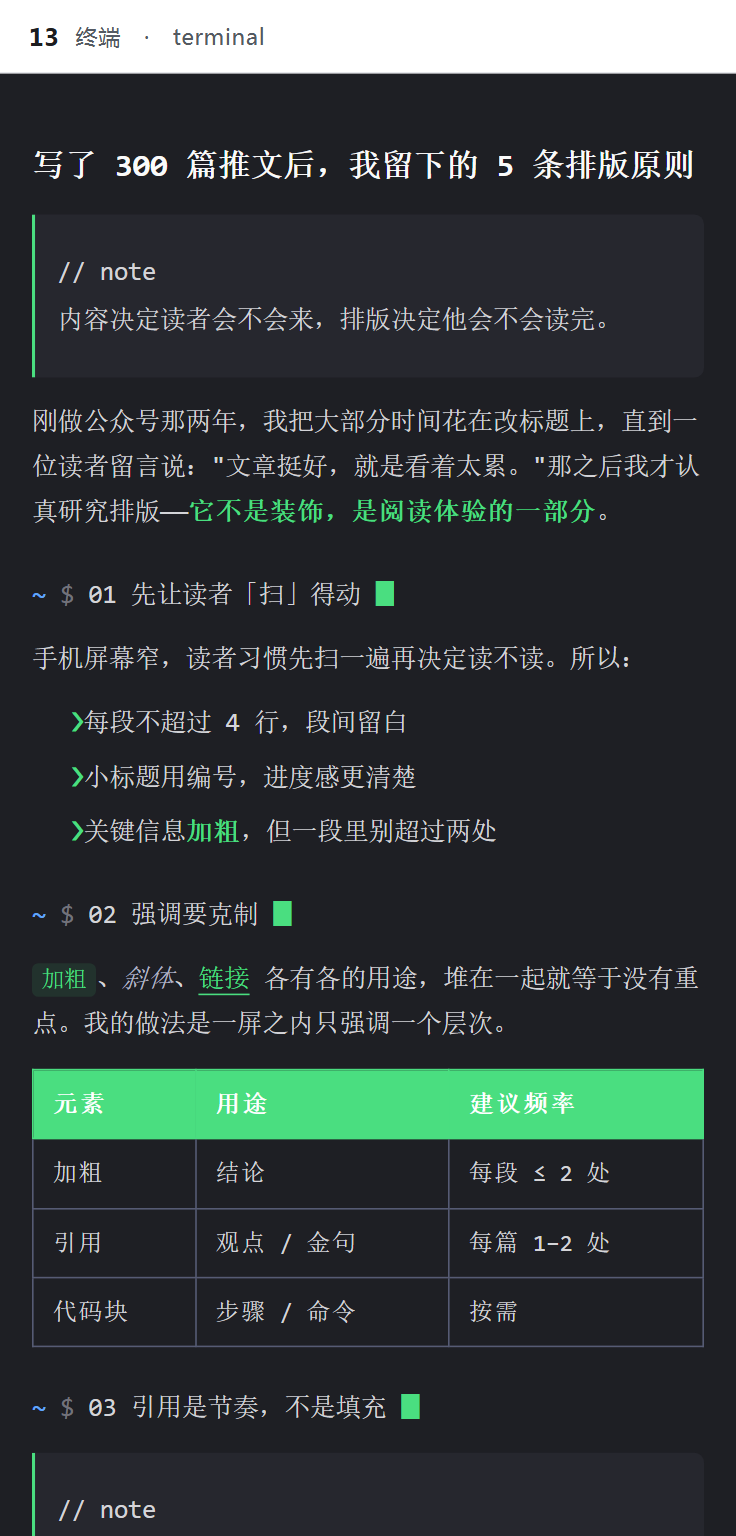 13 终端 · terminal
写了 300 篇推文后，我留下的 5 条排版原则
// note
内容决定读者会不会来，排版决定他会不会读完。
刚做公众号那两年，我把大部分时间花在改标题上，直到一
位读者留言说："文章挺好，就是看着太累。"那之后我才认
真研究排版——它不是装饰，是阅读体验的一部分。
~ $ 01 先让读者「扫」得动
手机屏幕窄，读者习惯先扫一遍再决定读不读。所以：
❯每段不超过 4 行，段间留白
❯小标题用编号，进度感更清楚
❯关键信息加粗，但一段里别超过两处
~ $ 02 强调要克制
加粗、斜体、链接 各有各的用途，堆在一起就等于没有重
点。我的做法是一屏之内只强调一个层次。
元素 用途 建议频率
加粗 结论 每段 ≤ 2 处
引用 观点 / 金句 每篇 1–2 处
代码块 步骤 / 命令 按需
~ $ 03 引用是节奏，不是填充
// note